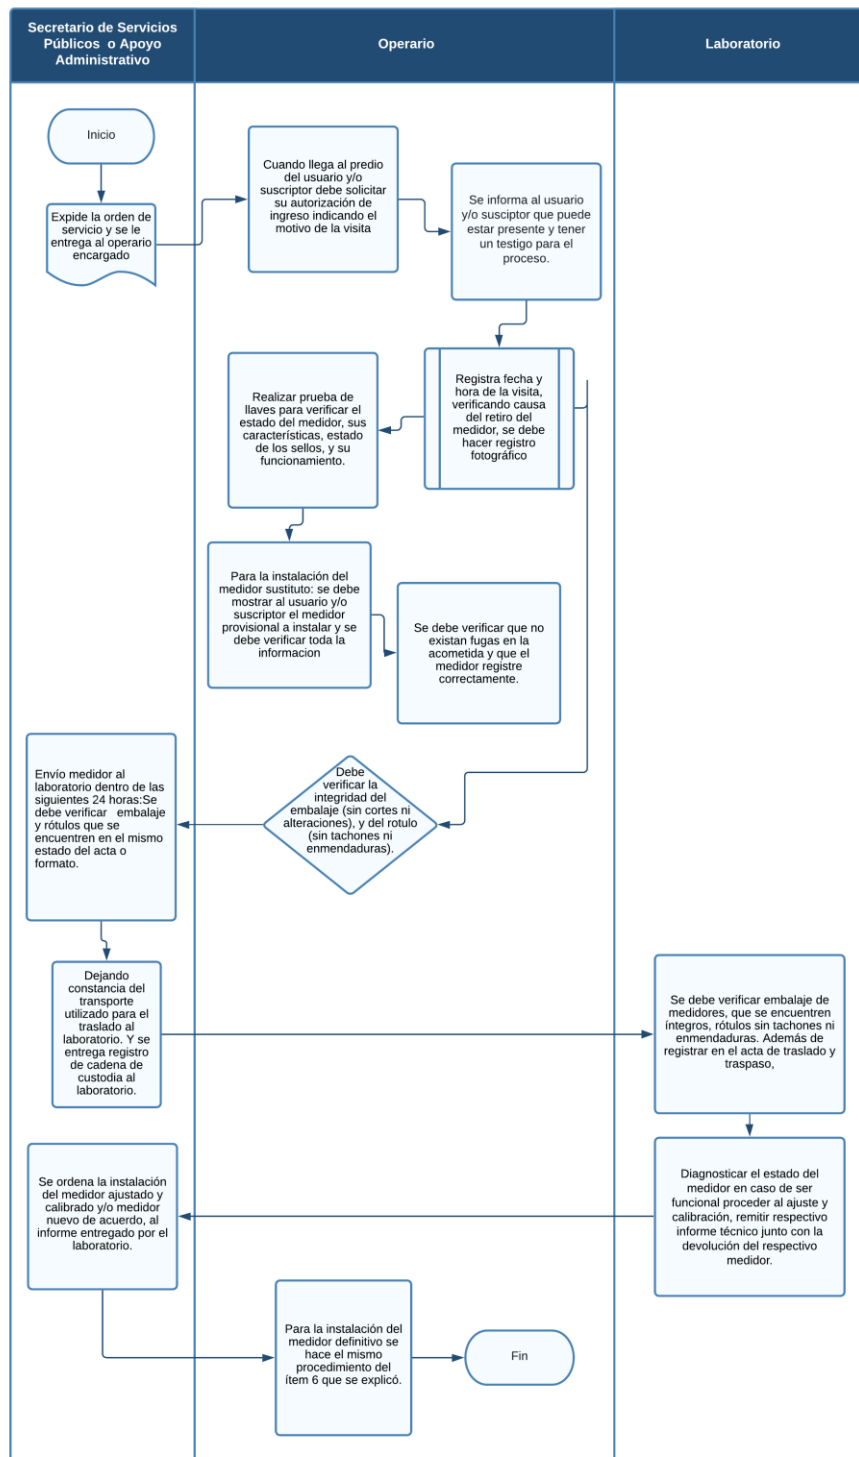 Secretario de Servicios
Públicos o Apoyo
Administrativo
Operario
Laboratorio
Inicio
Expide la orden de
servicio y se le
entrega al operario
encargado
Cuando llega al predio
del usuario y/o
suscriptor debe solicitar
su autorización de
ingreso indicando el
motivo de la visita
Se informa al usuario
y/o susciptor que puede
estar presente y tener
un testigo para el
proceso.
Registra fecha y
hora de la visita,
verificando causa
del retiro del
medidor, se debe
hacer registro
fotográfico
Realizar prueba de
llaves para verificar el
estado del medidor, sus
características, estado
de los sellos, y su
funcionamiento.
Para la instalación del
medidor sustituto: se debe
mostrar al usuario y/o
suscriptor el medidor
provisional a instalar y se
debe verificar toda la
informacion
Se debe verificar que no
existan fugas en la
acometida y que el
medidor registre
correctamente.
Debe
verificar la
integridad del
embalaje (sin cortes ni
alteraciones), y del rotulo
(sin tachones ni
enmendaduras).
Envío medidor al
laboratorio dentro de las
siguientes 24 horas:Se
debe verificar embalaje
y rótulos que se
encuentren en el mismo
estado del acta o
formato.
Dejando
constancia del
transporte
utilizado para el
traslado al
laboratorio. Y se
entrega registro
de cadena de
custodia al
laboratorio.
Se debe verificar embalaje de
medidores, que se encuentren
íntegros, rótulos sin tachones ni
enmendaduras. Además de
registrar en el acta de traslado y
traspaso,
Diagnosticar el estado del
medidor en caso de ser
funcional proceder al ajuste y
calibración, remitir respectivo
informe técnico junto con la
devolución del respectivo
medidor.
Se ordena la instalación
del medidor ajustado y
calibrado y/o medidor
nuevo de acuerdo, al
informe entregado por el
laboratorio.
Para la instalación del
medidor definitivo se
hace el mismo
procedimiento del
ítem 6 que se explicó.
Fin